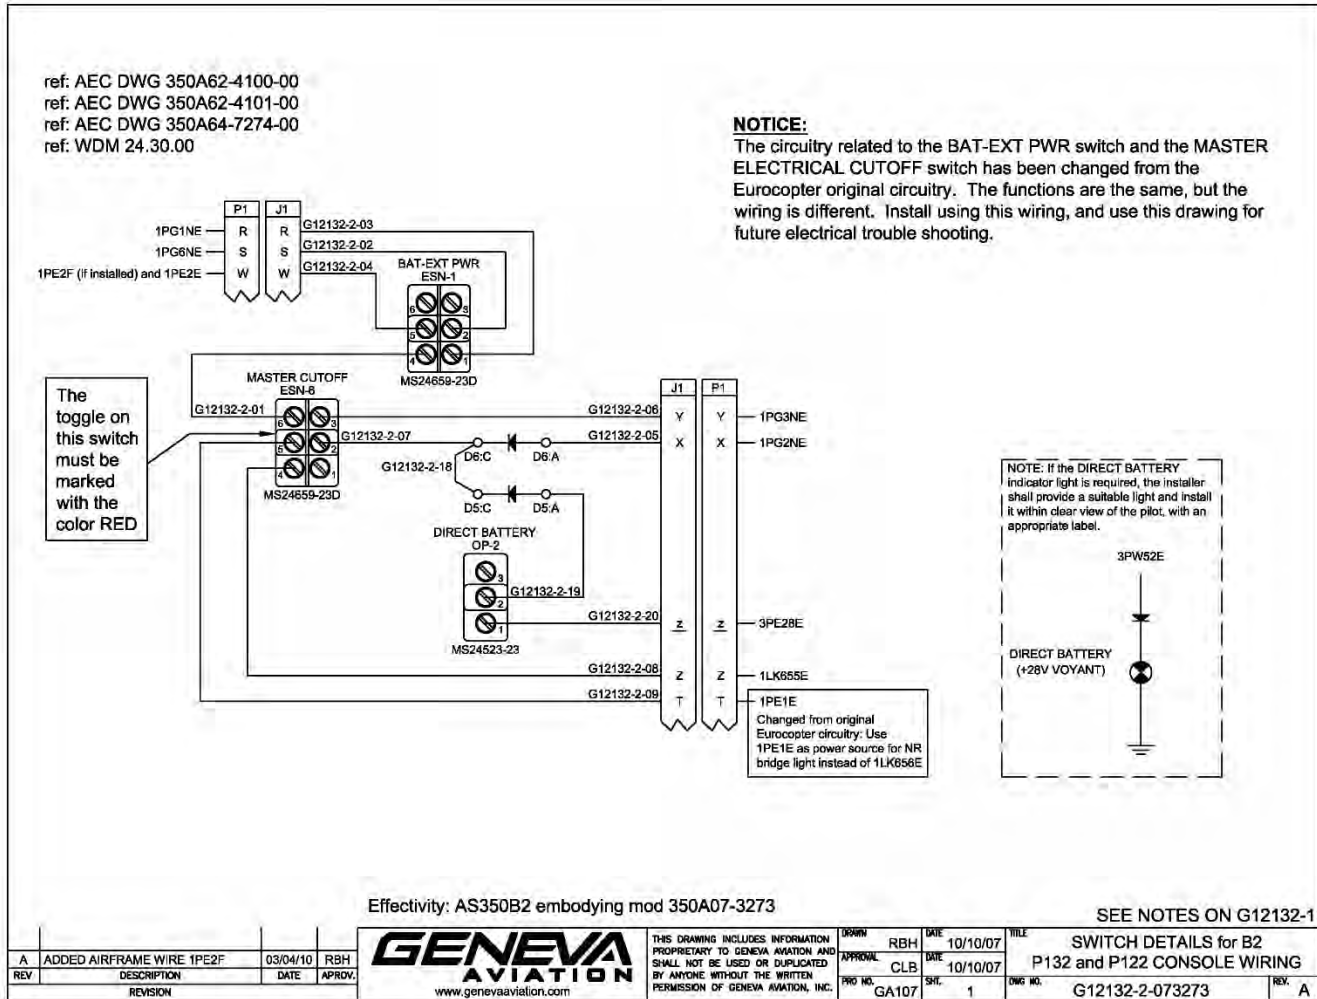 ref: AEC DWG 350A62-4100-00
ref: AEC DWG 350A62-4101-00
ref: AEC DWG 350A64-7274-00
ref: WDM 24.30.00
NOTICE:
The circuitry related to the BAT-EXT PWR switch and the MASTER
ELECTRICAL CUTOFF switch has been changed from the
Eurocopter original circuitry. The functions are the same, but the
wiring is different. Install using this wiring, and use this drawing for
future electrical trouble shooting.
P1 J1
1PG1NE R R G12132-2-03
1PG6NE S S G12132-2-02
1PE2F (if installed) and 1PE2E W W G12132-2-04
BAT-EXT PWR
ESN-1
6 3
5 2
4 1
MS24659-23D
The
toggle on
this switch
must be
marked
with the
color RED
MASTER CUTOFF
ESN-6
G12132-2-01
6 3
5 2
4 1
MS24659-23D
G12132-2-07
G12132-2-18
D6:C D6:A
D5:C D5:A
DIRECT BATTERY
OP-2
3
2 G12132-2-19
1
MS24523-23
J1 P1
G12132-2-06 Y Y 1PG3NE
G12132-2-05 X X 1PG2NE
G12132-2-20 z z 3PE28E
G12132-2-08 Z Z 1LK655E
G12132-2-09 T T 1PE1E
Changed from original
Eurocopter circuitry: Use
1PE1E as power source for NR
bridge light instead of 1LK656E
NOTE: If the DIRECT BATTERY
indicator light is required, the installer
shall provide a suitable light and install
it within clear view of the pilot, with an
appropriate label.
3PW52E
DIRECT BATTERY
(+28V VOYANT)
Effectivity: AS350B2 embodying mod 350A07-3273
SEE NOTES ON G12132-1
A ADDED AIRFRAME WIRE 1PE2F 03/04/10 RBH
REV DESCRIPTION DATE APROV.
REVISION
GENEVA
AVIATION
www.genevaaviation.com
THIS DRAWING INCLUDES INFORMATION
PROPRIETARY TO GENEVA AVIATION AND
SHALL NOT BE USED OR DUPLICATED
BY ANYONE WITHOUT THE WRITTEN
PERMISSION OF GENEVA AVIATION, INC.
DRAWN RBH DATE 10/10/07
APPROVAL CLB DATE 10/10/07
PRO NO. GA107 SHT. 1
TITLE SWITCH DETAILS for B2
P132 and P122 CONSOLE WIRING
DWG NO. G12132-2-073273 REV. A